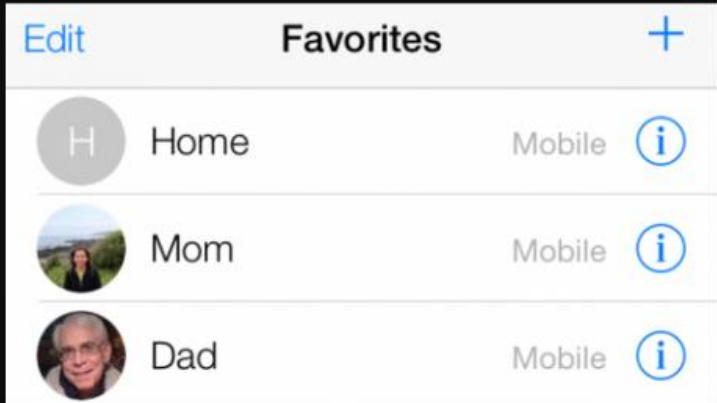 Edit Favorites +
H Home Mobile i
Mom Mobile i
Dad Mobile i